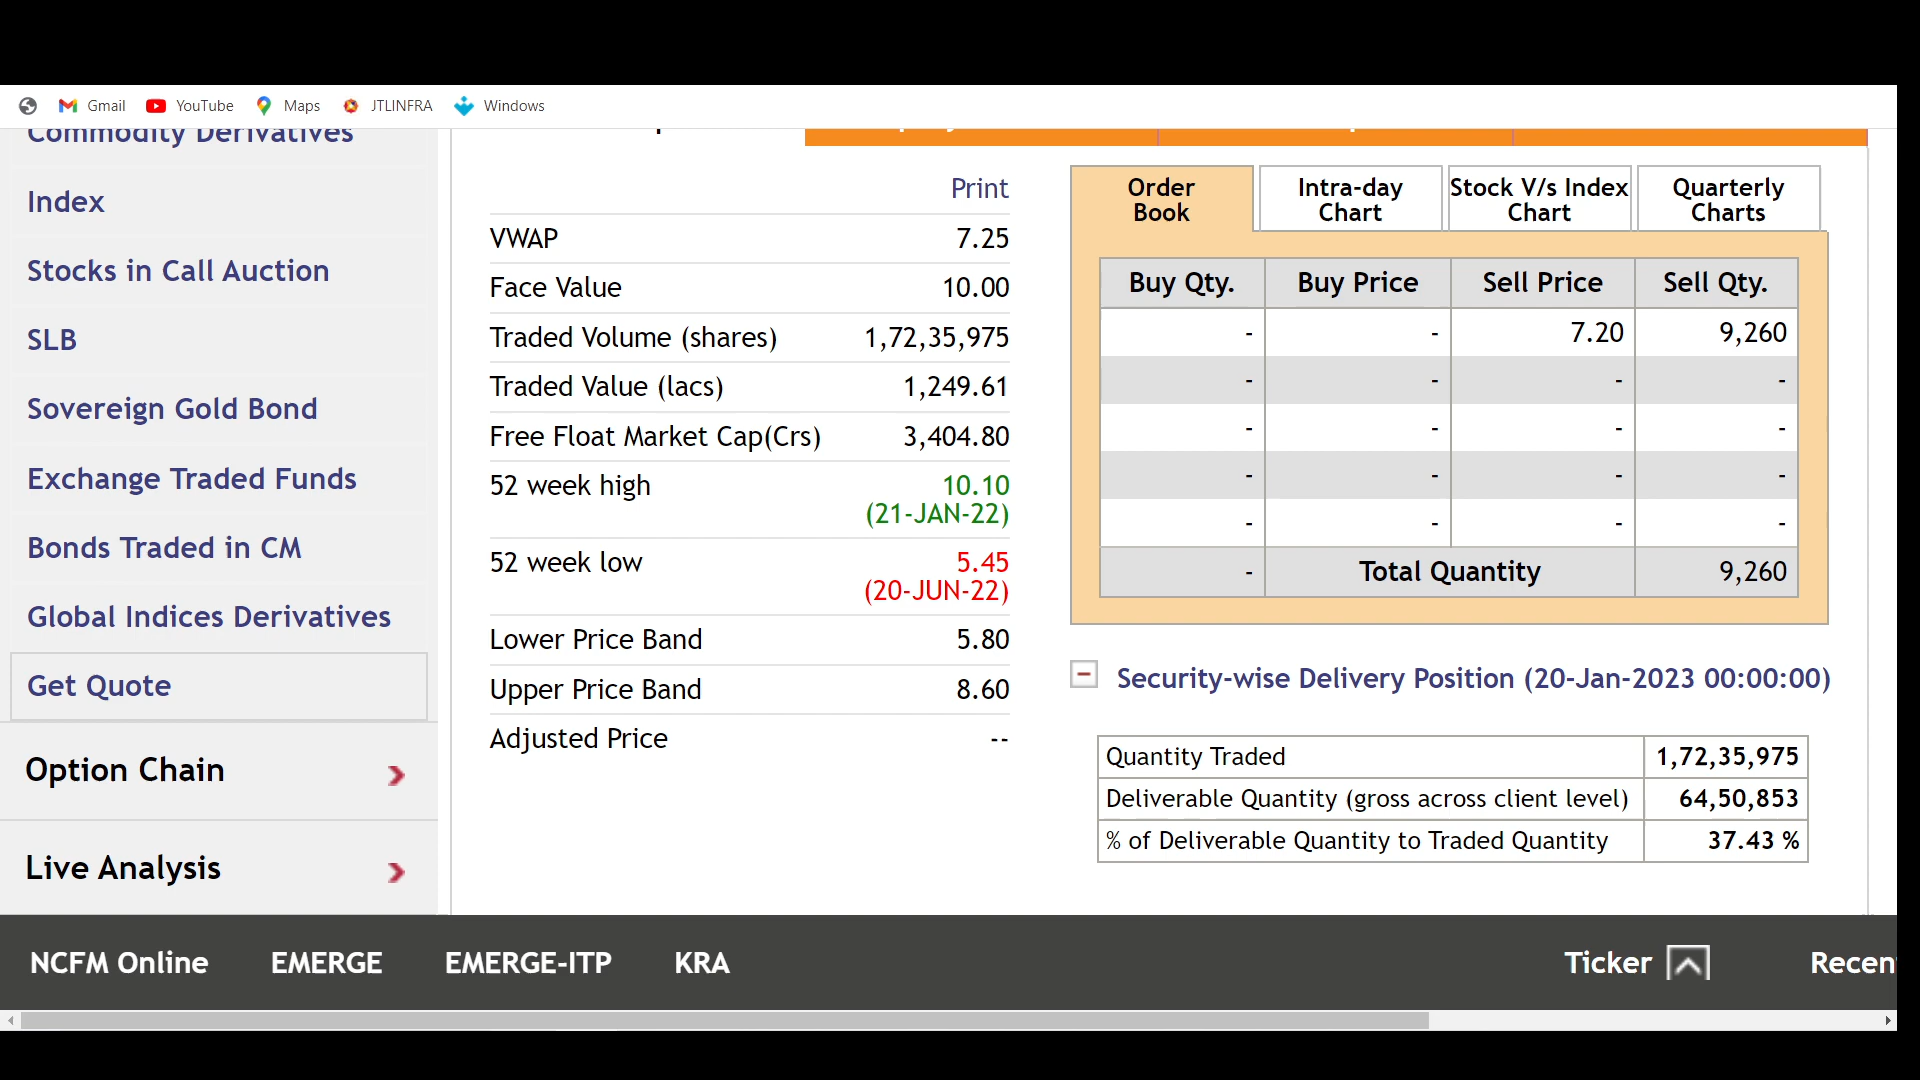 Gmail YouTube Maps JTLINFRA Windows
Commodity Derivatives
Index
Stocks in Call Auction
SLB
Sovereign Gold Bond
Exchange Traded Funds
Bonds Traded in CM
Global Indices Derivatives
Get Quote
Option Chain
Live Analysis
Print
VWAP 7.25
Face Value 10.00
Traded Volume (shares) 1,72,35,975
Traded Value (lacs) 1,249.61
Free Float Market Cap(Crs) 3,404.80
52 week high 10.10
(21-JAN-22)
52 week low 5.45
(20-JUN-22)
Lower Price Band 5.80
Upper Price Band 8.60
Adjusted Price --
Order
Book
Intra-day
Chart
Stock V/s Index
Chart
Quarterly
Charts
Buy Qty. Buy Price Sell Price Sell Qty.
- - 7.20 9,260
- - - -
- - - -
- - - -
- - - -
- Total Quantity 9,260
Security-wise Delivery Position (20-Jan-2023 00:00:00)
Quantity Traded 1,72,35,975
Deliverable Quantity (gross across client level) 64,50,853
% of Deliverable Quantity to Traded Quantity 37.43 %
NCFM Online EMERGE EMERGE-ITP KRA Ticker Recen